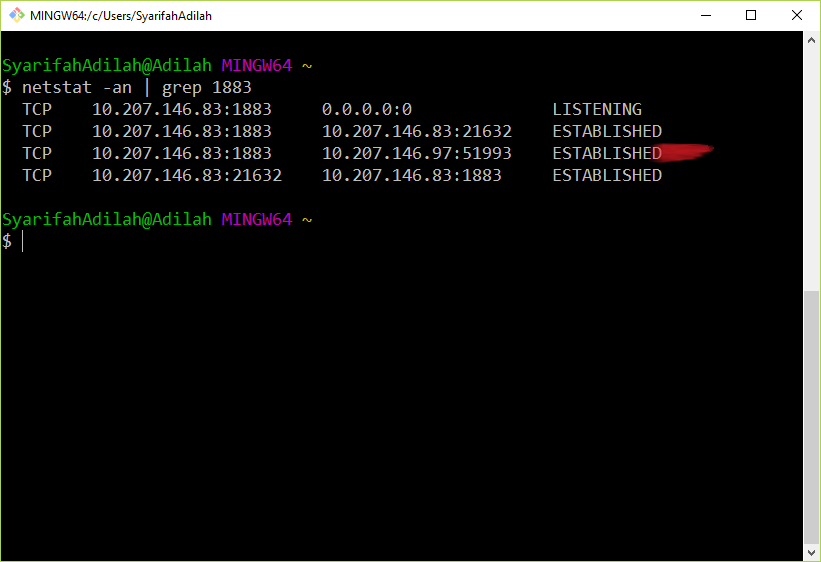 MINGW64:/c/Users/SyarifahAdilah
SyarifahAdilah@Adilah MINGW64 ~
$ netstat -an | grep 1883
TCP 10.207.146.83:1883 0.0.0.0:0 LISTENING
TCP 10.207.146.83:1883 10.207.146.83:21632 ESTABLISHED
TCP 10.207.146.83:1883 10.207.146.97:51993 ESTABLISHED
TCP 10.207.146.83:21632 10.207.146.83:1883 ESTABLISHED
SyarifahAdilah@Adilah MINGW64 ~
$